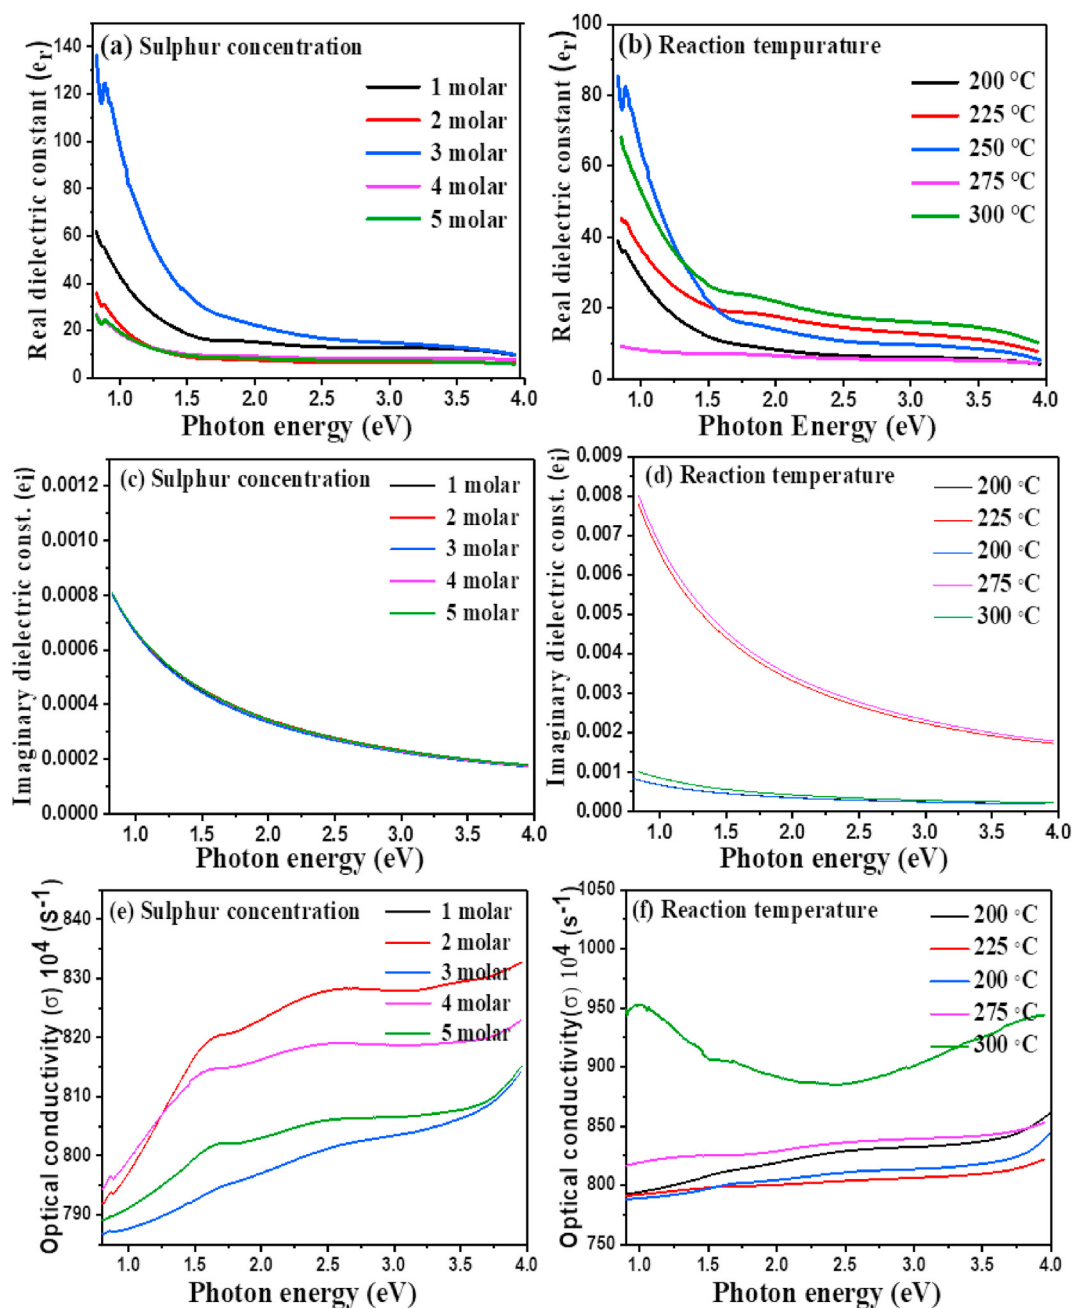 (a) Sulphur concentration
1 molar
2 molar
3 molar
4 molar
5 molar
Real dielectric constant (er)
140
120
100
80
60
40
20
0
1.0 1.5 2.0 2.5 3.0 3.5 4.0
Photon energy (eV)
(b) Reaction tempurature
200 °C
225 °C
250 °C
275 °C
300 °C
Real dielectric constant (er)
100
80
60
40
20
0
1.0 1.5 2.0 2.5 3.0 3.5 4.0
Photon Energy (eV)
(c) Sulphur concentration
1 molar
2 molar
3 molar
4 molar
5 molar
Imaginary dielectric const. (ei)
0.0012
0.0010
0.0008
0.0006
0.0004
0.0002
0.0000
1.0 1.5 2.0 2.5 3.0 3.5 4.0
Photon energy (eV)
(d) Reaction temperature
200 °C
225 °C
200 °C
275 °C
300 °C
Imaginary dielectric const. (ei)
0.009
0.008
0.007
0.006
0.005
0.004
0.003
0.002
0.001
0.000
1.0 1.5 2.0 2.5 3.0 3.5 4.0
Photon energy (eV)
(e) Sulphur concentration
1 molar
2 molar
3 molar
4 molar
5 molar
Optical conductivity (σ) 10^4 (s^-1)
840
830
820
810
800
790
1.0 1.5 2.0 2.5 3.0 3.5 4.0
Photon energy (eV)
(f) Reaction temperature
200 °C
225 °C
200 °C
275 °C
300 °C
Optical conductivity(σ) 10^4 (s^-1)
1050
1000
950
900
850
800
750
1.0 1.5 2.0 2.5 3.0 3.5 4.0
Photon energy (eV)